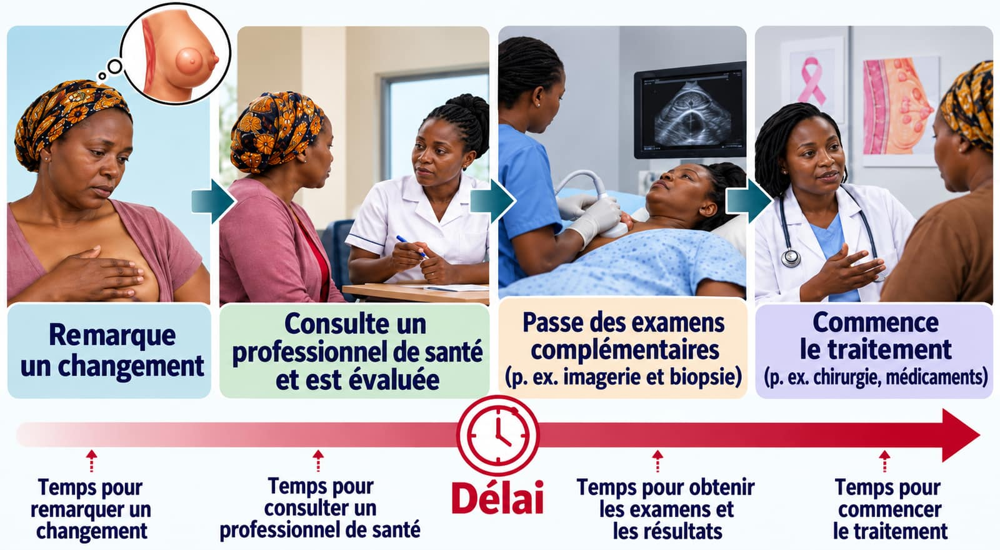 Remarque
un changement
Consulte un
professionnel de santé
et est évaluée
Passe des examens
complémentaires
(p. ex. imagerie et biopsie)
Commence
le traitement
(p. ex. chirurgie, médicaments)
Délai
Temps pour
remarquer un
changement
Temps pour
consulter un
professionnel de santé
Temps pour obtenir
les examens et
les résultats
Temps pour
commencer
le traitement